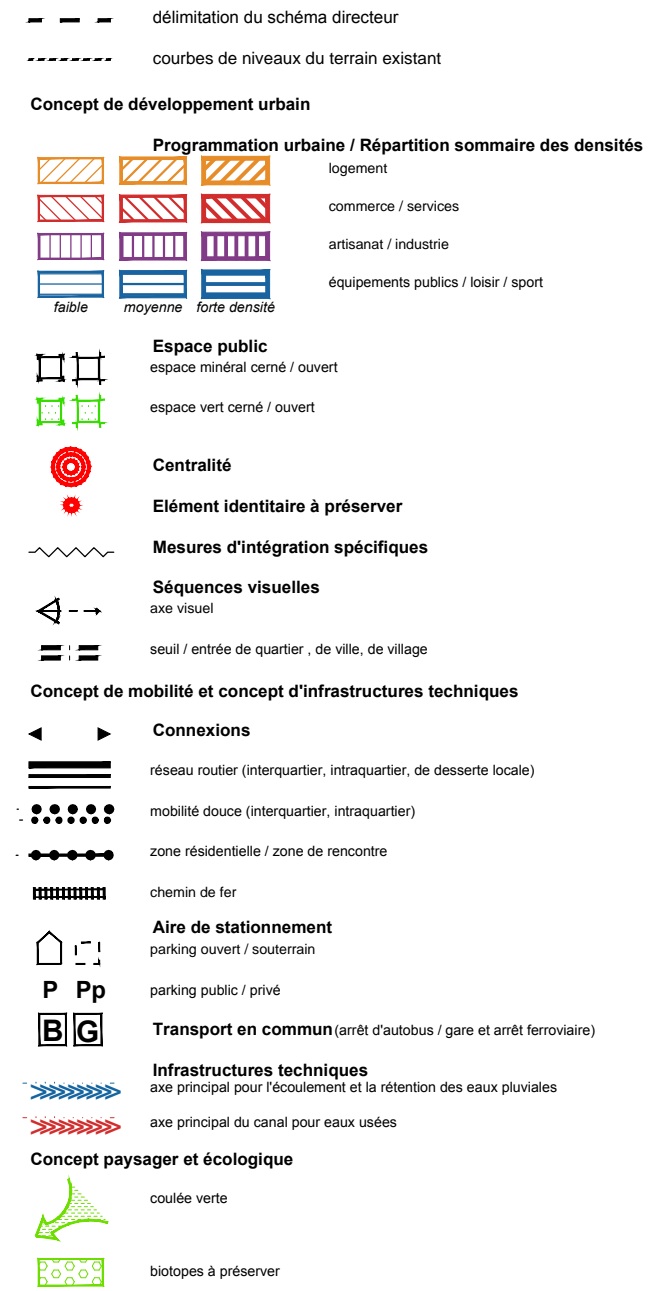 délimitation du schéma directeur
courbes de niveaux du terrain existant
Concept de développement urbain
Programmation urbaine / Répartition sommaire des densités
logement
commerce / services
artisanat / industrie
équipements publics / loisir / sport
faible moyenne forte densité
Espace public
espace minéral cerné / ouvert
espace vert cerné / ouvert
Centralité
Elément identitaire à préserver
Mesures d'intégration spécifiques
Séquences visuelles
axe visuel
seuil / entrée de quartier , de ville, de village
Concept de mobilité et concept d'infrastructures techniques
Connexions
réseau routier (interquartier, intraquartier, de desserte locale)
mobilité douce (interquartier, intraquartier)
zone résidentielle / zone de rencontre
chemin de fer
Aire de stationnement
parking ouvert / souterrain
P Pp parking public / privé
B G Transport en commun (arrêt d'autobus / gare et arrêt ferroviaire)
Infrastructures techniques
axe principal pour l'écoulement et la rétention des eaux pluviales
axe principal du canal pour eaux usées
Concept paysager et écologique
coulée verte
biotopes à préserver